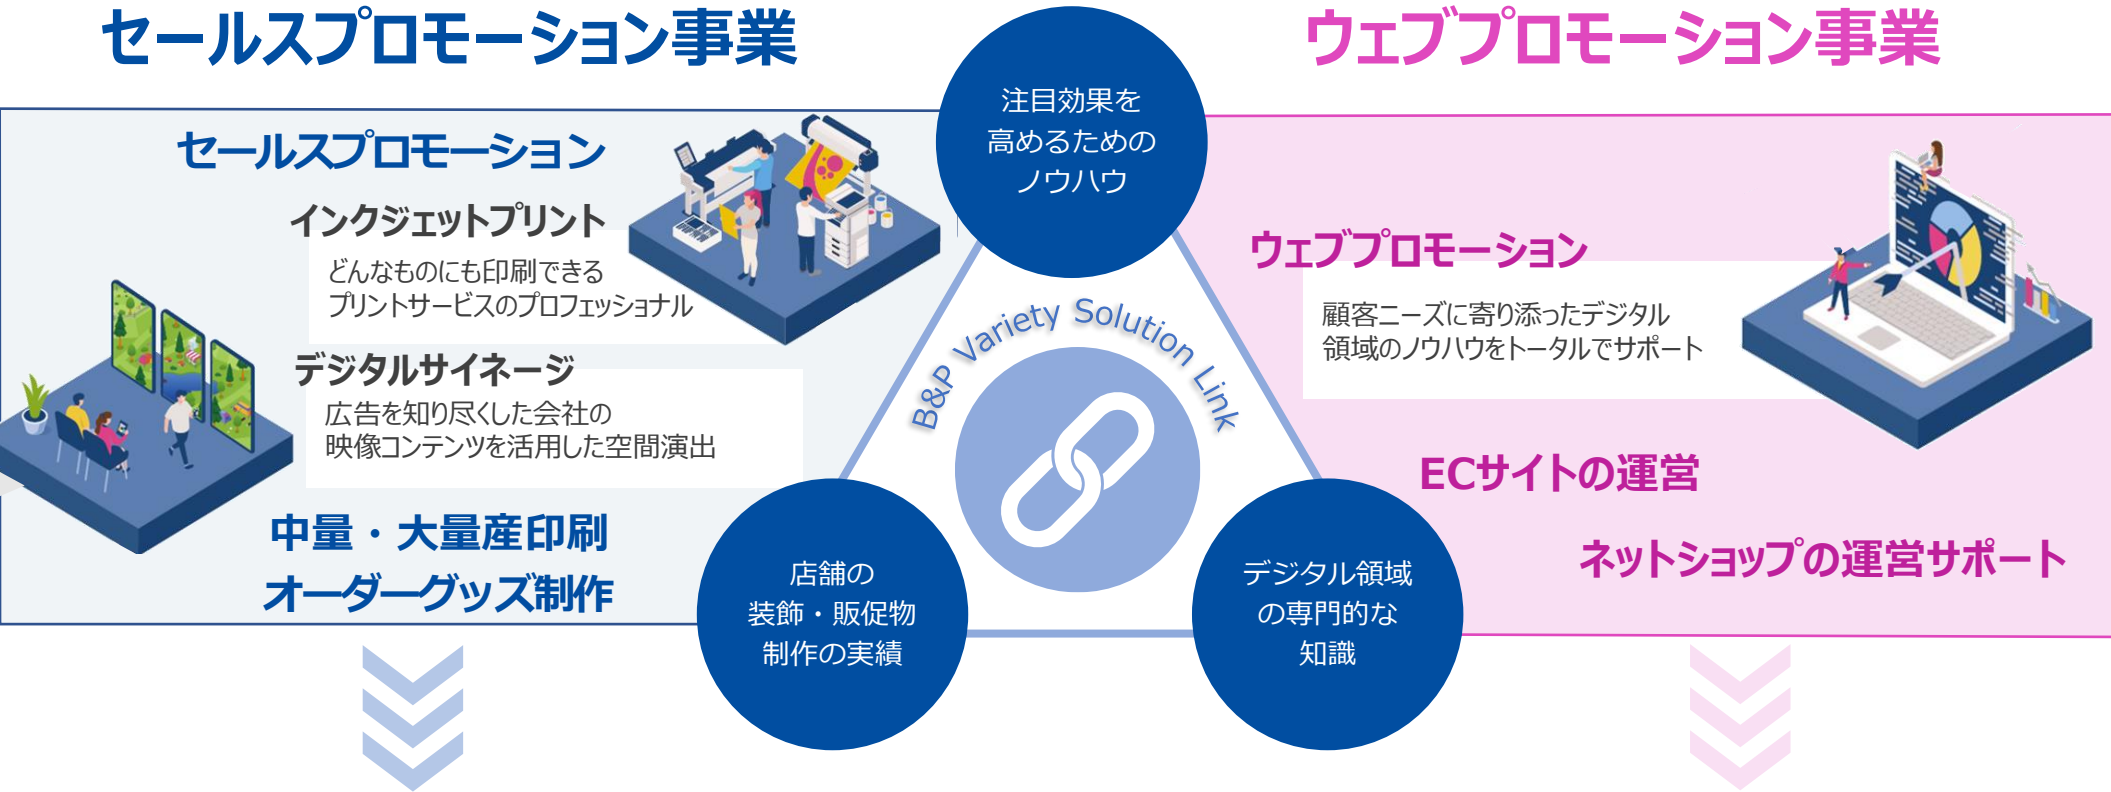 セールスプロモーション事業
セールスプロモーション
インクジェットプリント
どんなものにも印刷できる
プリントサービスのプロフェッショナル
デジタルサイネージ
広告を知り尽くした会社の
映像コンテンツを活用した空間演出
中量・大量産印刷
オーダーグッズ制作
注目効果を
高めるための
ノウハウ
B&P Variety Solution Link
店舗の
装飾・販促物
制作の実績
デジタル領域
の専門的な
知識
ウェブプロモーション事業
ウェブプロモーション
顧客ニーズに寄り添ったデジタル
領域のノウハウをトータルでサポート
ECサイトの運営
ネットショップの運営サポート